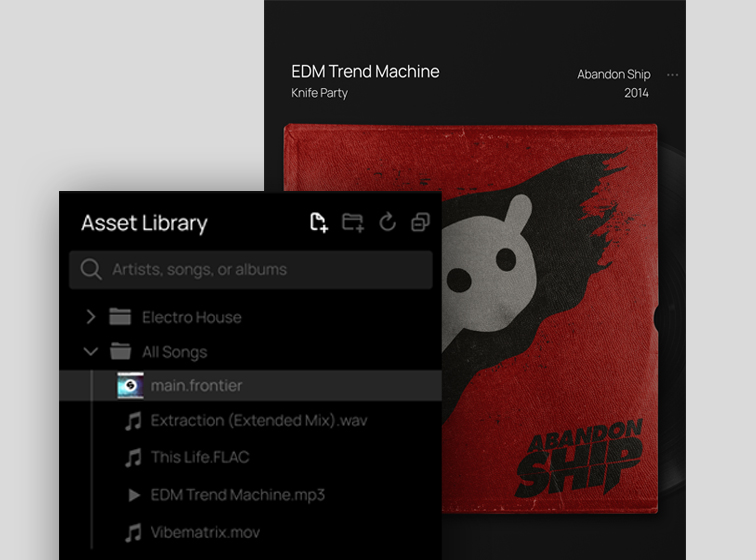 EDM Trend Machine
Knife Party
Abandon Ship
2014
ABANDON
SHIP
Asset Library
Artists, songs, or albums
Electro House
All Songs
main.frontier
Extraction (Extended Mix).wav
This Life.FLAC
EDM Trend Machine.mp3
Vibematrix.mov